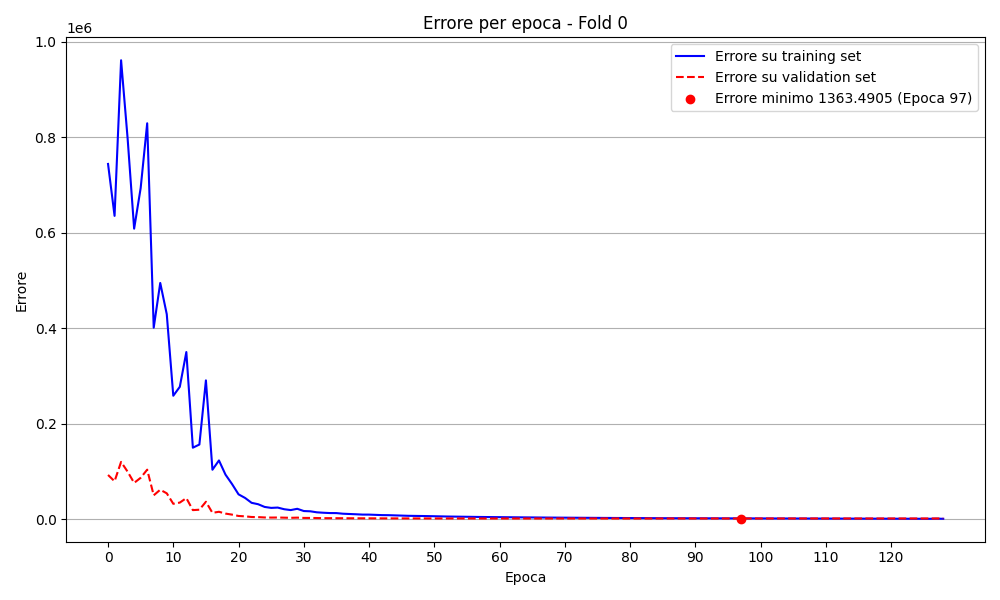 Errore per epoca - Fold 0
1e6
1.0
0.8
0.6
0.4
0.2
0.0
Errore
Errore su training set
Errore su validation set
Errore minimo 1363.4905 (Epoca 97)
0 10 20 30 40 50 60 70 80 90 100 110 120
Epoca